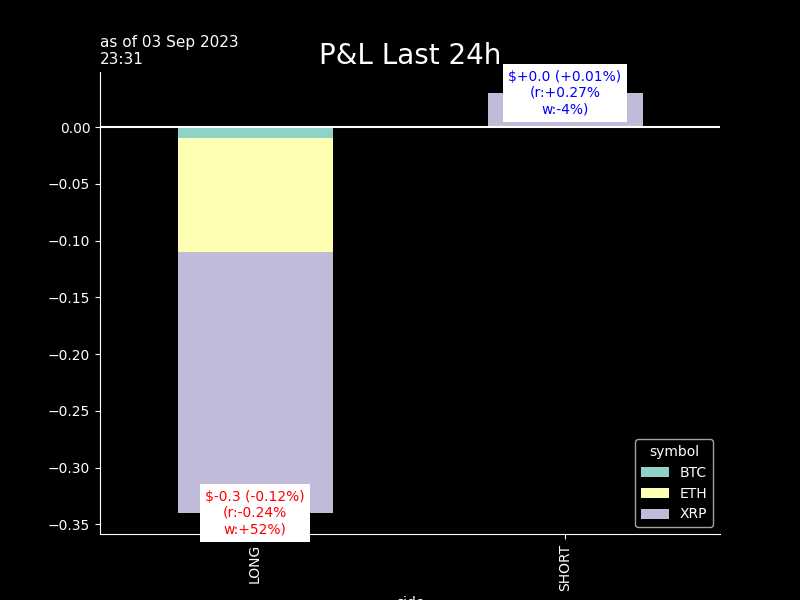 as of 03 Sep 2023
23:31
P&L Last 24h
$+0.0 (+0.01%)
(r:+0.27%
w:-4%)
0.00
−0.05
−0.10
−0.15
−0.20
−0.25
−0.30
−0.35
$-0.3 (-0.12%)
(r:-0.24%
w:+52%)
symbol
BTC
ETH
XRP
LONG
SHORT
side